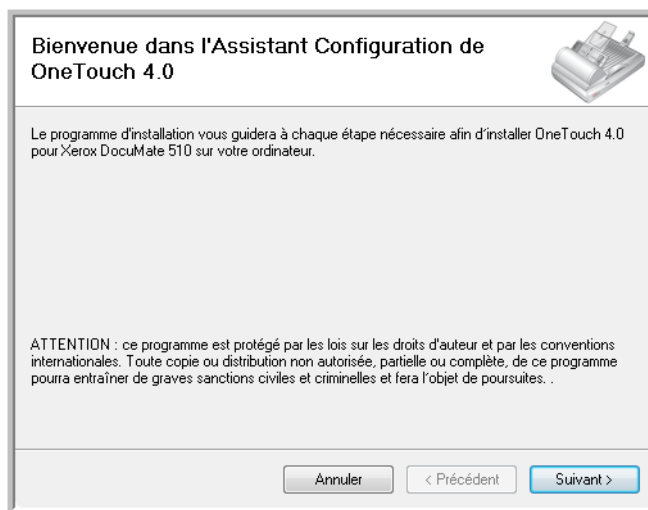 Bienvenue dans l'Assistant Configuration de
OneTouch 4.0
Le programme d'installation vous guidera à chaque étape nécessaire afin d'installer OneTouch 4.0
pour Xerox DocuMate 510 sur votre ordinateur.
ATTENTION : ce programme est protégé par les lois sur les droits d'auteur et par les conventions
internationales. Toute copie ou distribution non autorisée, partielle ou complète, de ce programme
pourra entraîner de graves sanctions civiles et criminelles et fera l'objet de poursuites. .
Annuler
< Précédent
Suivant >